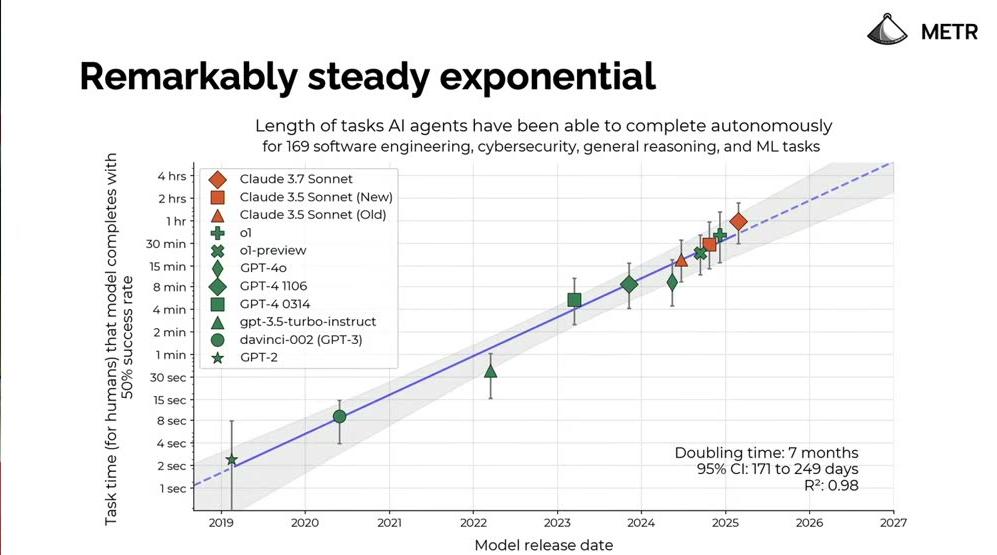 METR
Remarkably steady exponential
Length of tasks AI agents have been able to complete autonomously
for 169 software engineering, cybersecurity, general reasoning, and ML tasks
Task time (for humans) that model completes with
50% success rate
4 hrs
2 hrs
1 hr
30 min
15 min
8 min
4 min
2 min
1 min
30 sec
15 sec
8 sec
4 sec
2 sec
1 sec
Claude 3.7 Sonnet
Claude 3.5 Sonnet (New)
Claude 3.5 Sonnet (Old)
o1
o1-preview
GPT-4o
GPT-4 1106
GPT-4 0314
gpt-3.5-turbo-instruct
davinci-002 (GPT-3)
GPT-2
Doubling time: 7 months
95% CI: 171 to 249 days
R²: 0.98
2019 2020 2021 2022 2023 2024 2025 2026 2027
Model release date